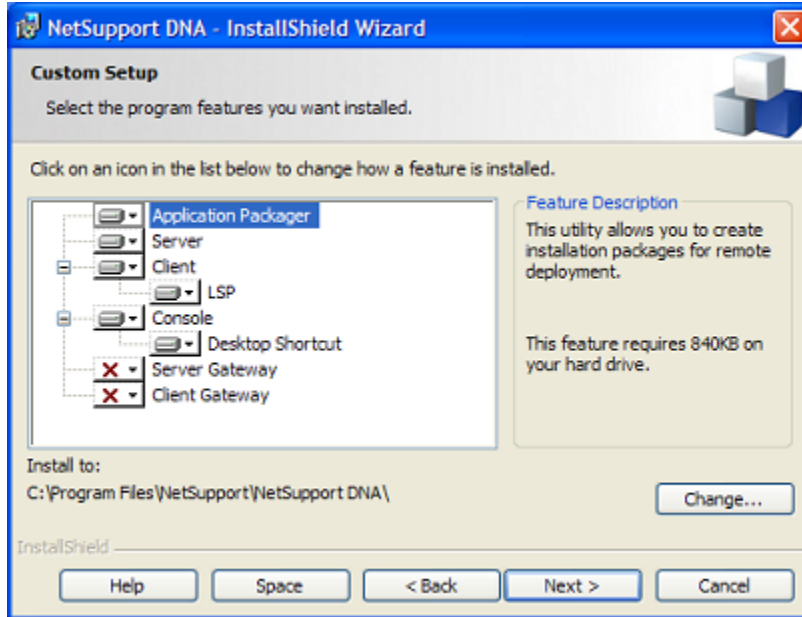 NetSupport DNA - InstallShield Wizard
Custom Setup
Select the program features you want installed.
Click on an icon in the list below to change how a feature is installed.
Application Packager
Server
Client
LSP
Console
Desktop Shortcut
Server Gateway
Client Gateway
Feature Description
This utility allows you to create
installation packages for remote
deployment.
This feature requires 840KB on
your hard drive.
Install to:
C:\Program Files\NetSupport\NetSupport DNA\
Change...
InstallShield
Help
Space
< Back
Next >
Cancel